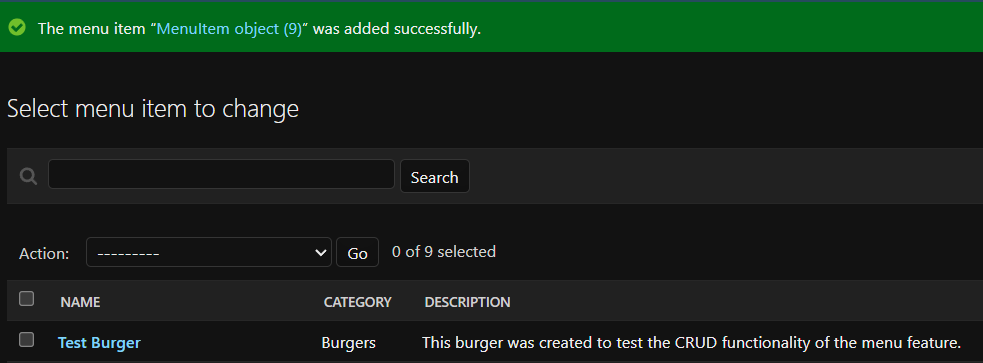 The menu item “MenuItem object (9)” was added successfully.
Select menu item to change
Search
Action: --------- Go 0 of 9 selected
NAME CATEGORY DESCRIPTION
Test Burger Burgers This burger was created to test the CRUD functionality of the menu feature.